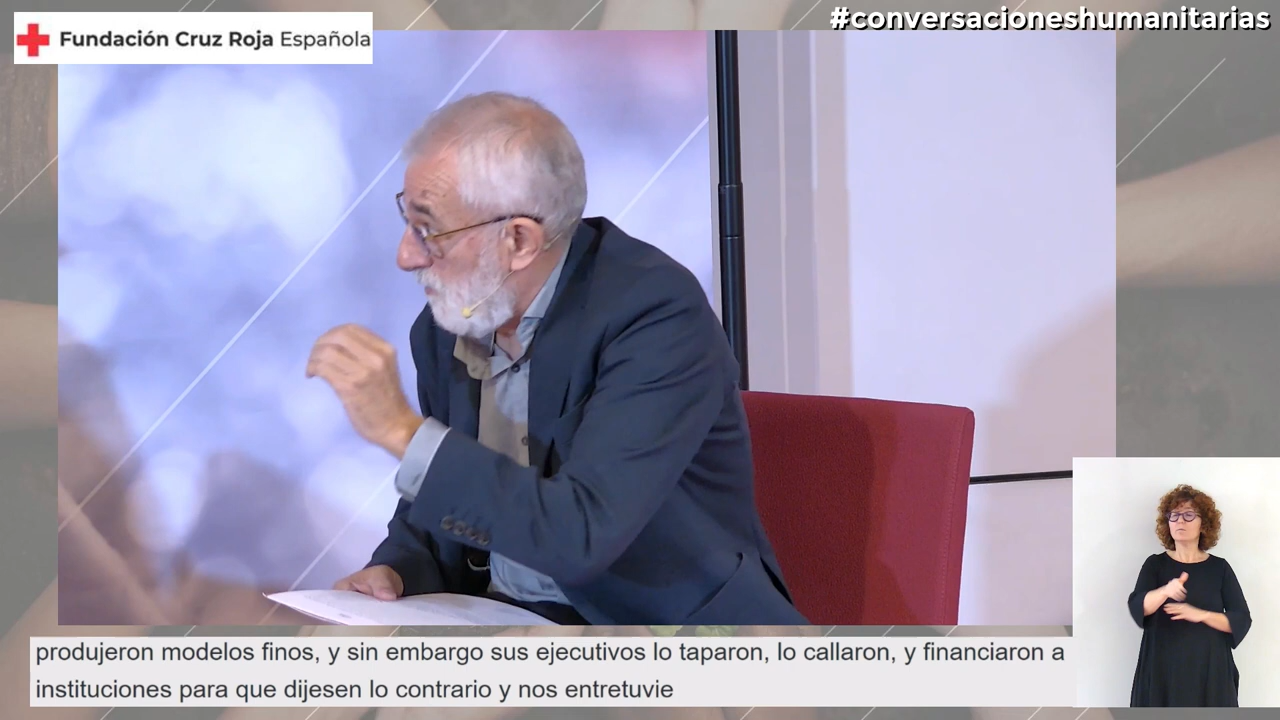 #conversacioneshumanitarias
Fundación Cruz Roja Española
produjeron modelos finos, y sin embargo sus ejecutivos lo taparon, lo callaron, y financiaron a
instituciones para que dijesen lo contrario y nos entretuvie